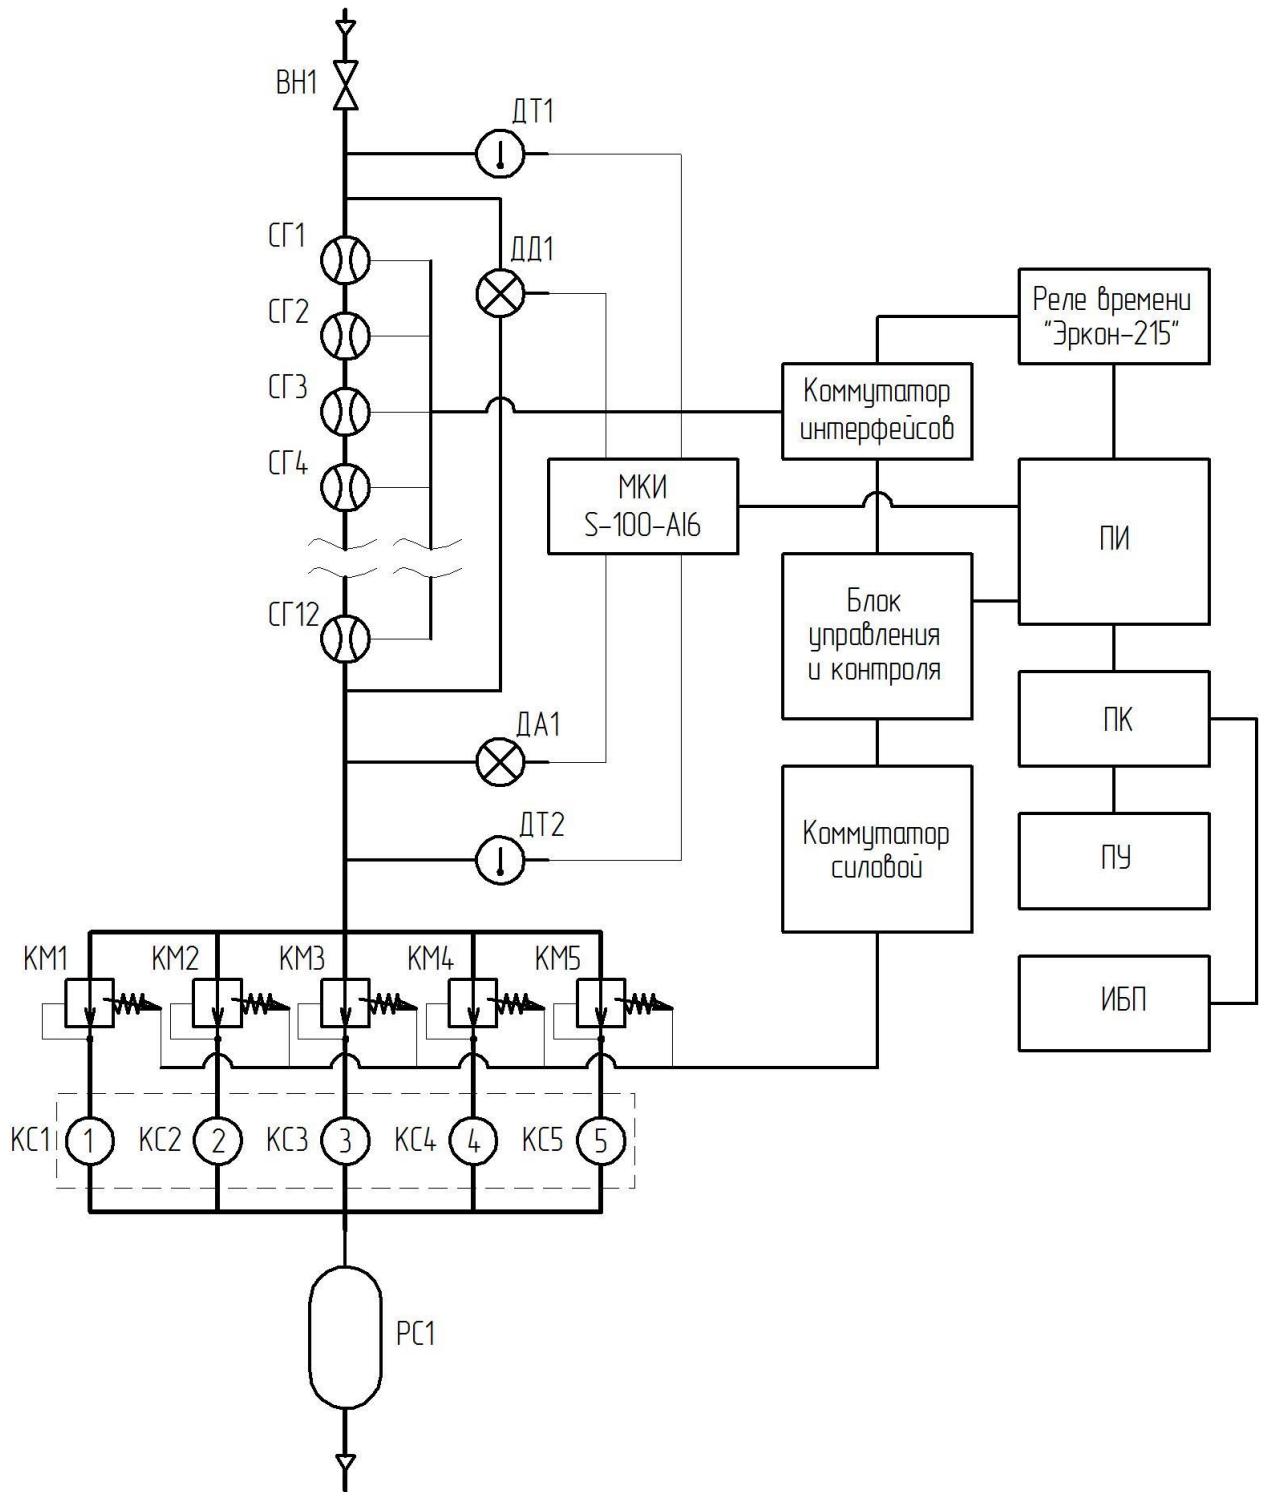 ВН1
ДТ1
СГ1
ДД1
СГ2
Реле времени
"Эркон-215"
СГ3
Коммутатор
интерфейсов
СГ4
МКИ
S-100-AI6
ПИ
СГ12
Блок
управления
и контроля
ДА1
ПК
ДТ2
Коммутатор
силовой
ПУ
КМ1 КМ2 КМ3 КМ4 КМ5
ИБП
КС1 1 КС2 2 КС3 3 КС4 4 КС5 5
РС1